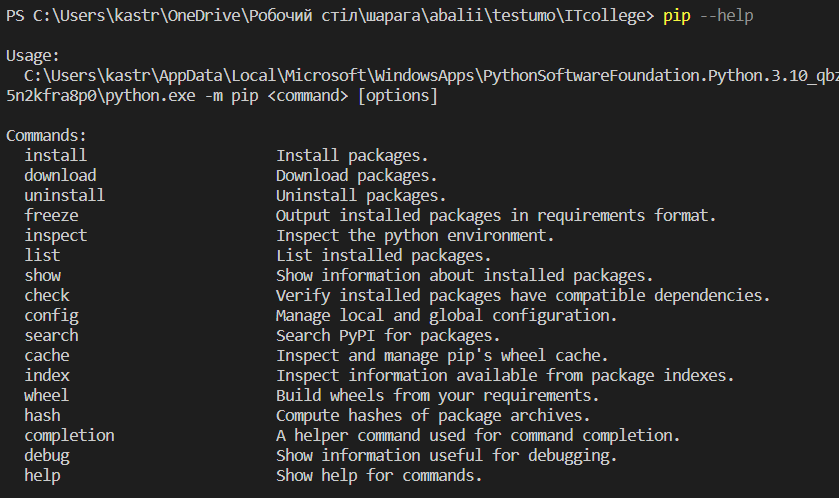 PS C:\Users\kastr\OneDrive\Робочий стіл\шарага\abalii\testumo\ITcollege> pip --help
Usage:
C:\Users\kastr\AppData\Local\Microsoft\WindowsApps\PythonSoftwareFoundation.Python.3.10_qbz
5n2kfra8p0\python.exe -m pip <command> [options]
Commands:
install Install packages.
download Download packages.
uninstall Uninstall packages.
freeze Output installed packages in requirements format.
inspect Inspect the python environment.
list List installed packages.
show Show information about installed packages.
check Verify installed packages have compatible dependencies.
config Manage local and global configuration.
search Search PyPI for packages.
cache Inspect and manage pip's wheel cache.
index Inspect information available from package indexes.
wheel Build wheels from your requirements.
hash Compute hashes of package archives.
completion A helper command used for command completion.
debug Show information useful for debugging.
help Show help for commands.